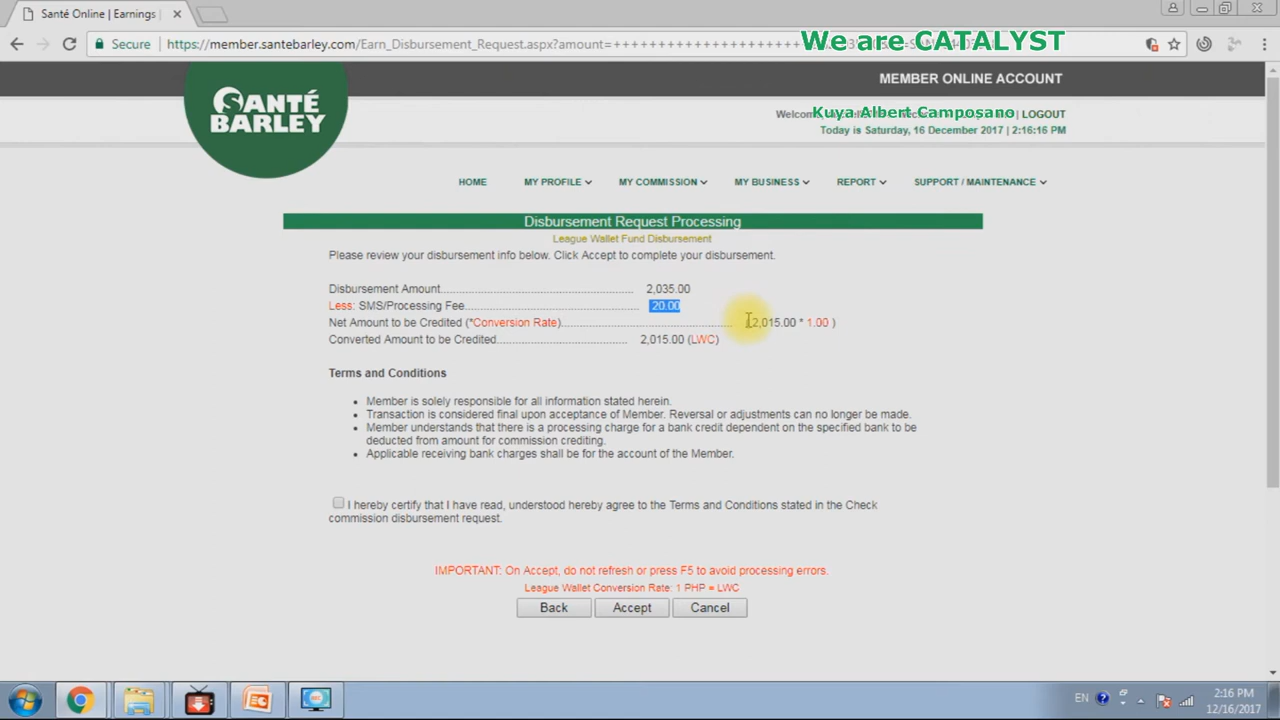 Santé Online | Earnings
Secure
https://member.santebarley.com/Earn_Disbursement_Request.aspx?amount=++++++++++++++++++
We are CATALYST
SANTÉ
BARLEY
MEMBER ONLINE ACCOUNT
Kuya Albert Camposano
LOGOUT
Today is Saturday, 16 December 2017 | 2:16:16 PM
HOME MY PROFILE MY COMMISSION MY BUSINESS REPORT SUPPORT / MAINTENANCE
Disbursement Request Processing
League Wallet Fund Disbursement
Please review your disbursement info below. Click Accept to complete your disbursement.
Disbursement Amount................................................................ 2,035.00
Less: SMS/Processing Fee.......................................................... 20.00
Net Amount to be Credited (*Conversion Rate).......................................................... (2,015.00 * 1.00 )
Converted Amount to be Credited............................................ 2,015.00 (LWC)
Terms and Conditions
• Member is solely responsible for all information stated herein.
• Transaction is considered final upon acceptance of Member. Reversal or adjustments can no longer be made.
• Member understands that there is a processing charge for a bank credit dependent on the specified bank to be
deducted from amount for commission crediting.
• Applicable receiving bank charges shall be for the account of the Member.
I hereby certify that I have read, understood hereby agree to the Terms and Conditions stated in the Check
commission disbursement request.
IMPORTANT: On Accept, do not refresh or press F5 to avoid processing errors.
League Wallet Conversion Rate: 1 PHP = LWC
Back Accept Cancel
EN
2:16 PM
12/16/2017